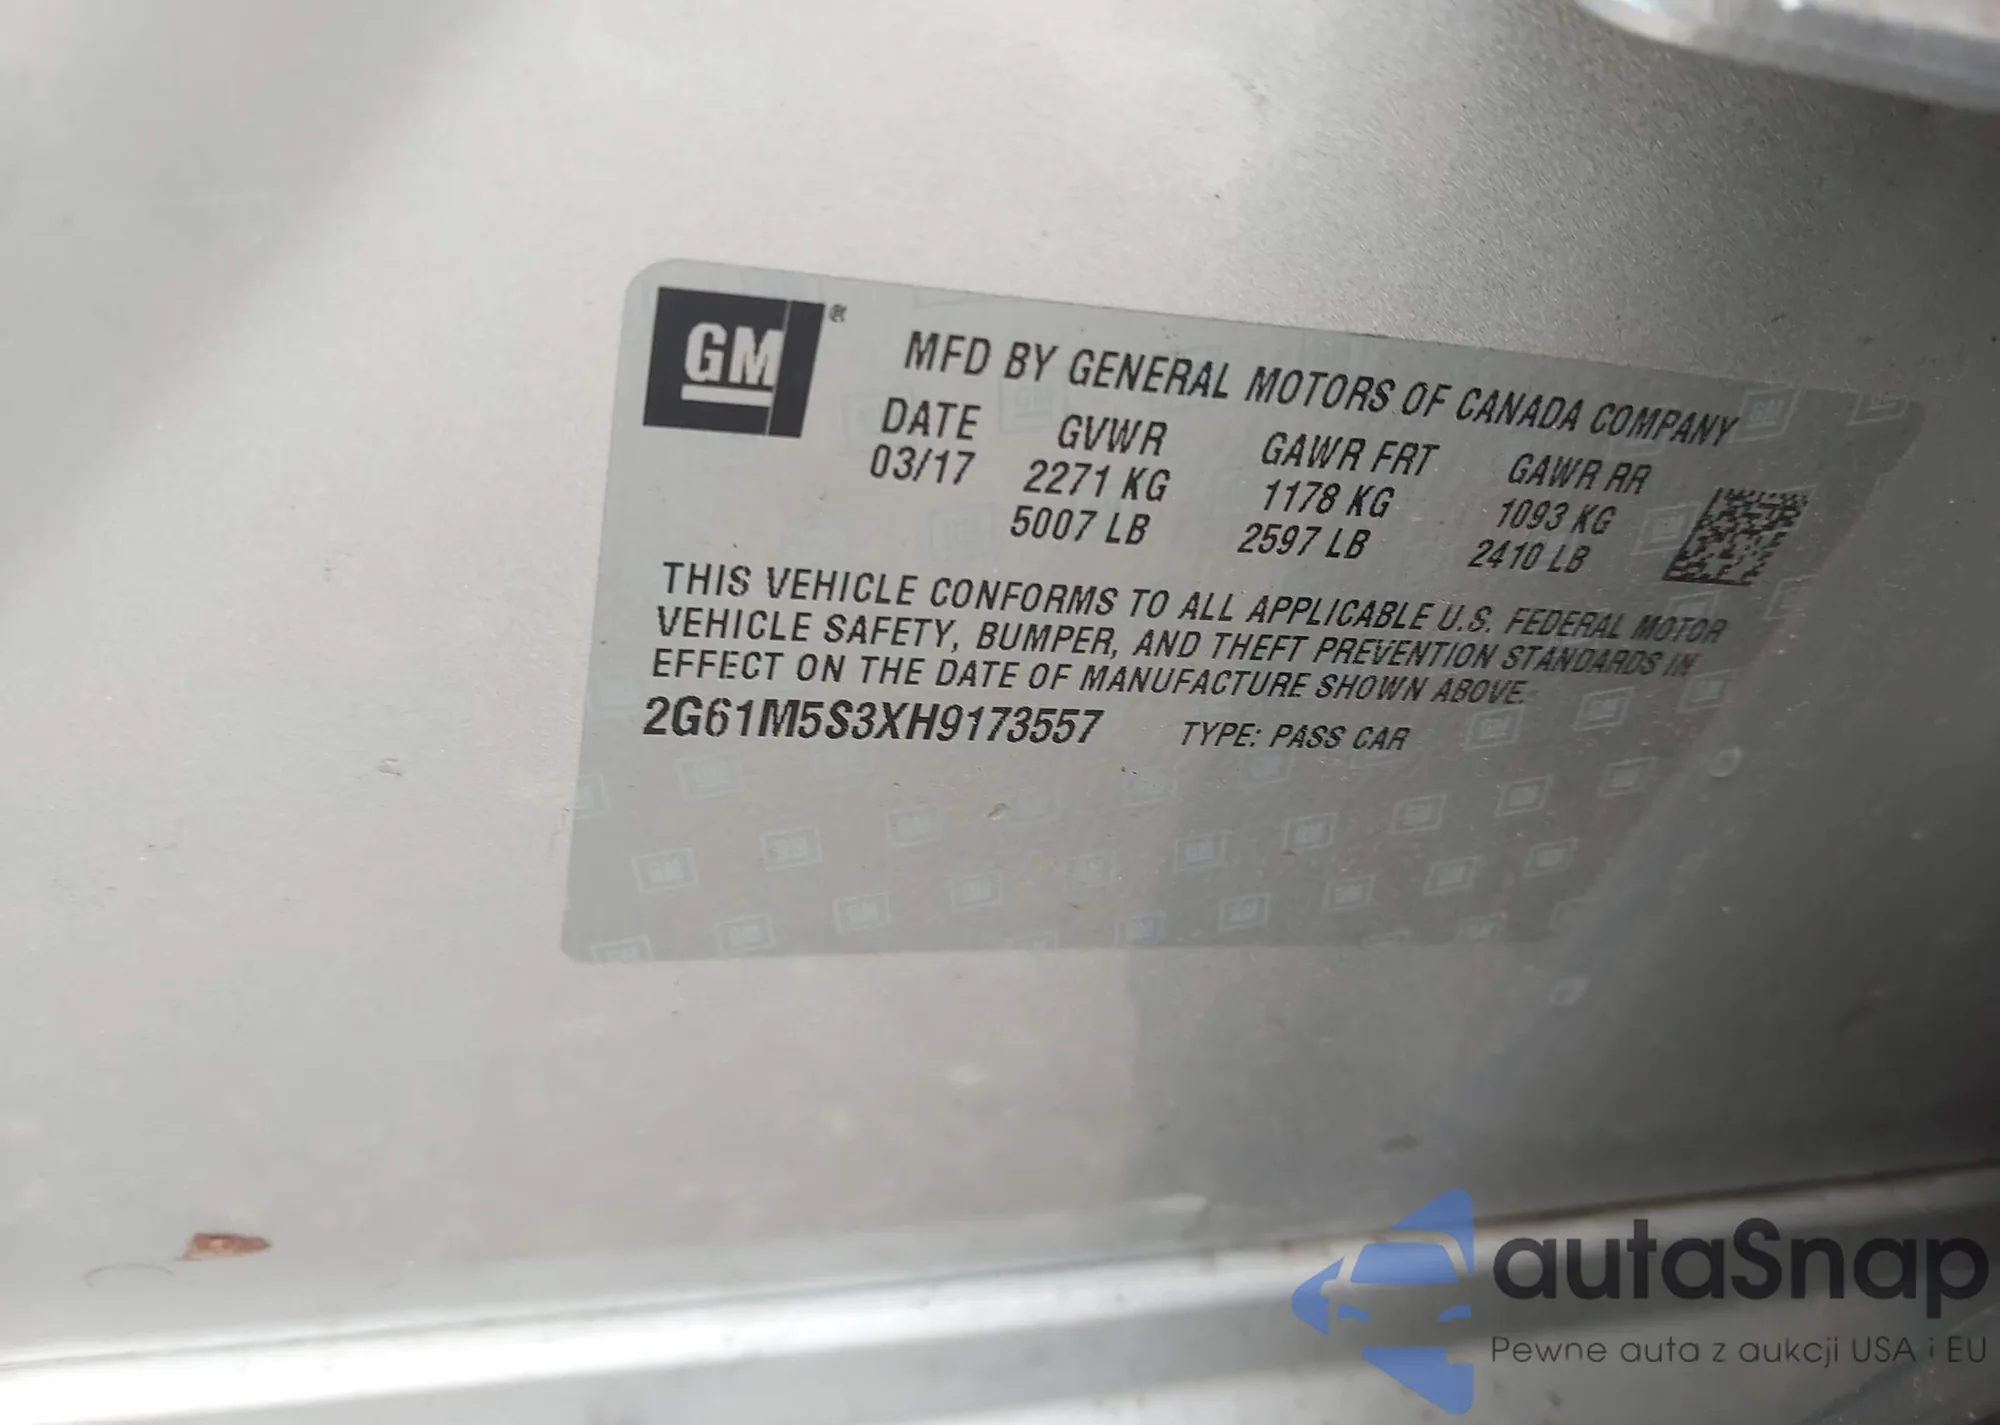 GM ®
MFD BY GENERAL MOTORS OF CANADA COMPANY
DATE GVWR GAWR FRT GAWR RR
03/17 2271 KG 1178 KG 1093 KG
5007 LB 2597 LB 2410 LB
THIS VEHICLE CONFORMS TO ALL APPLICABLE U.S. FEDERAL MOTOR
VEHICLE SAFETY, BUMPER, AND THEFT PREVENTION STANDARDS IN
EFFECT ON THE DATE OF MANUFACTURE SHOWN ABOVE.
2G61M5S3XH9173557 TYPE: PASS CAR
autaSnap
Pewne auta z aukcji USA i EU